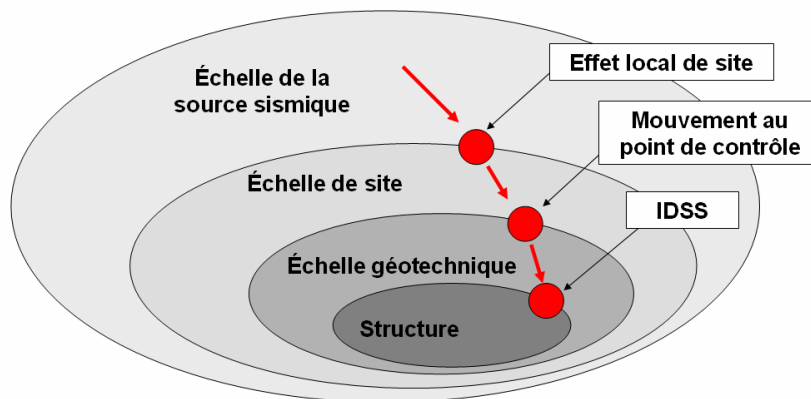 Effet local de site
Échelle de la
source sismique
Mouvement au
point de contrôle
Échelle de site
IDSS
Échelle géotechnique
Structure